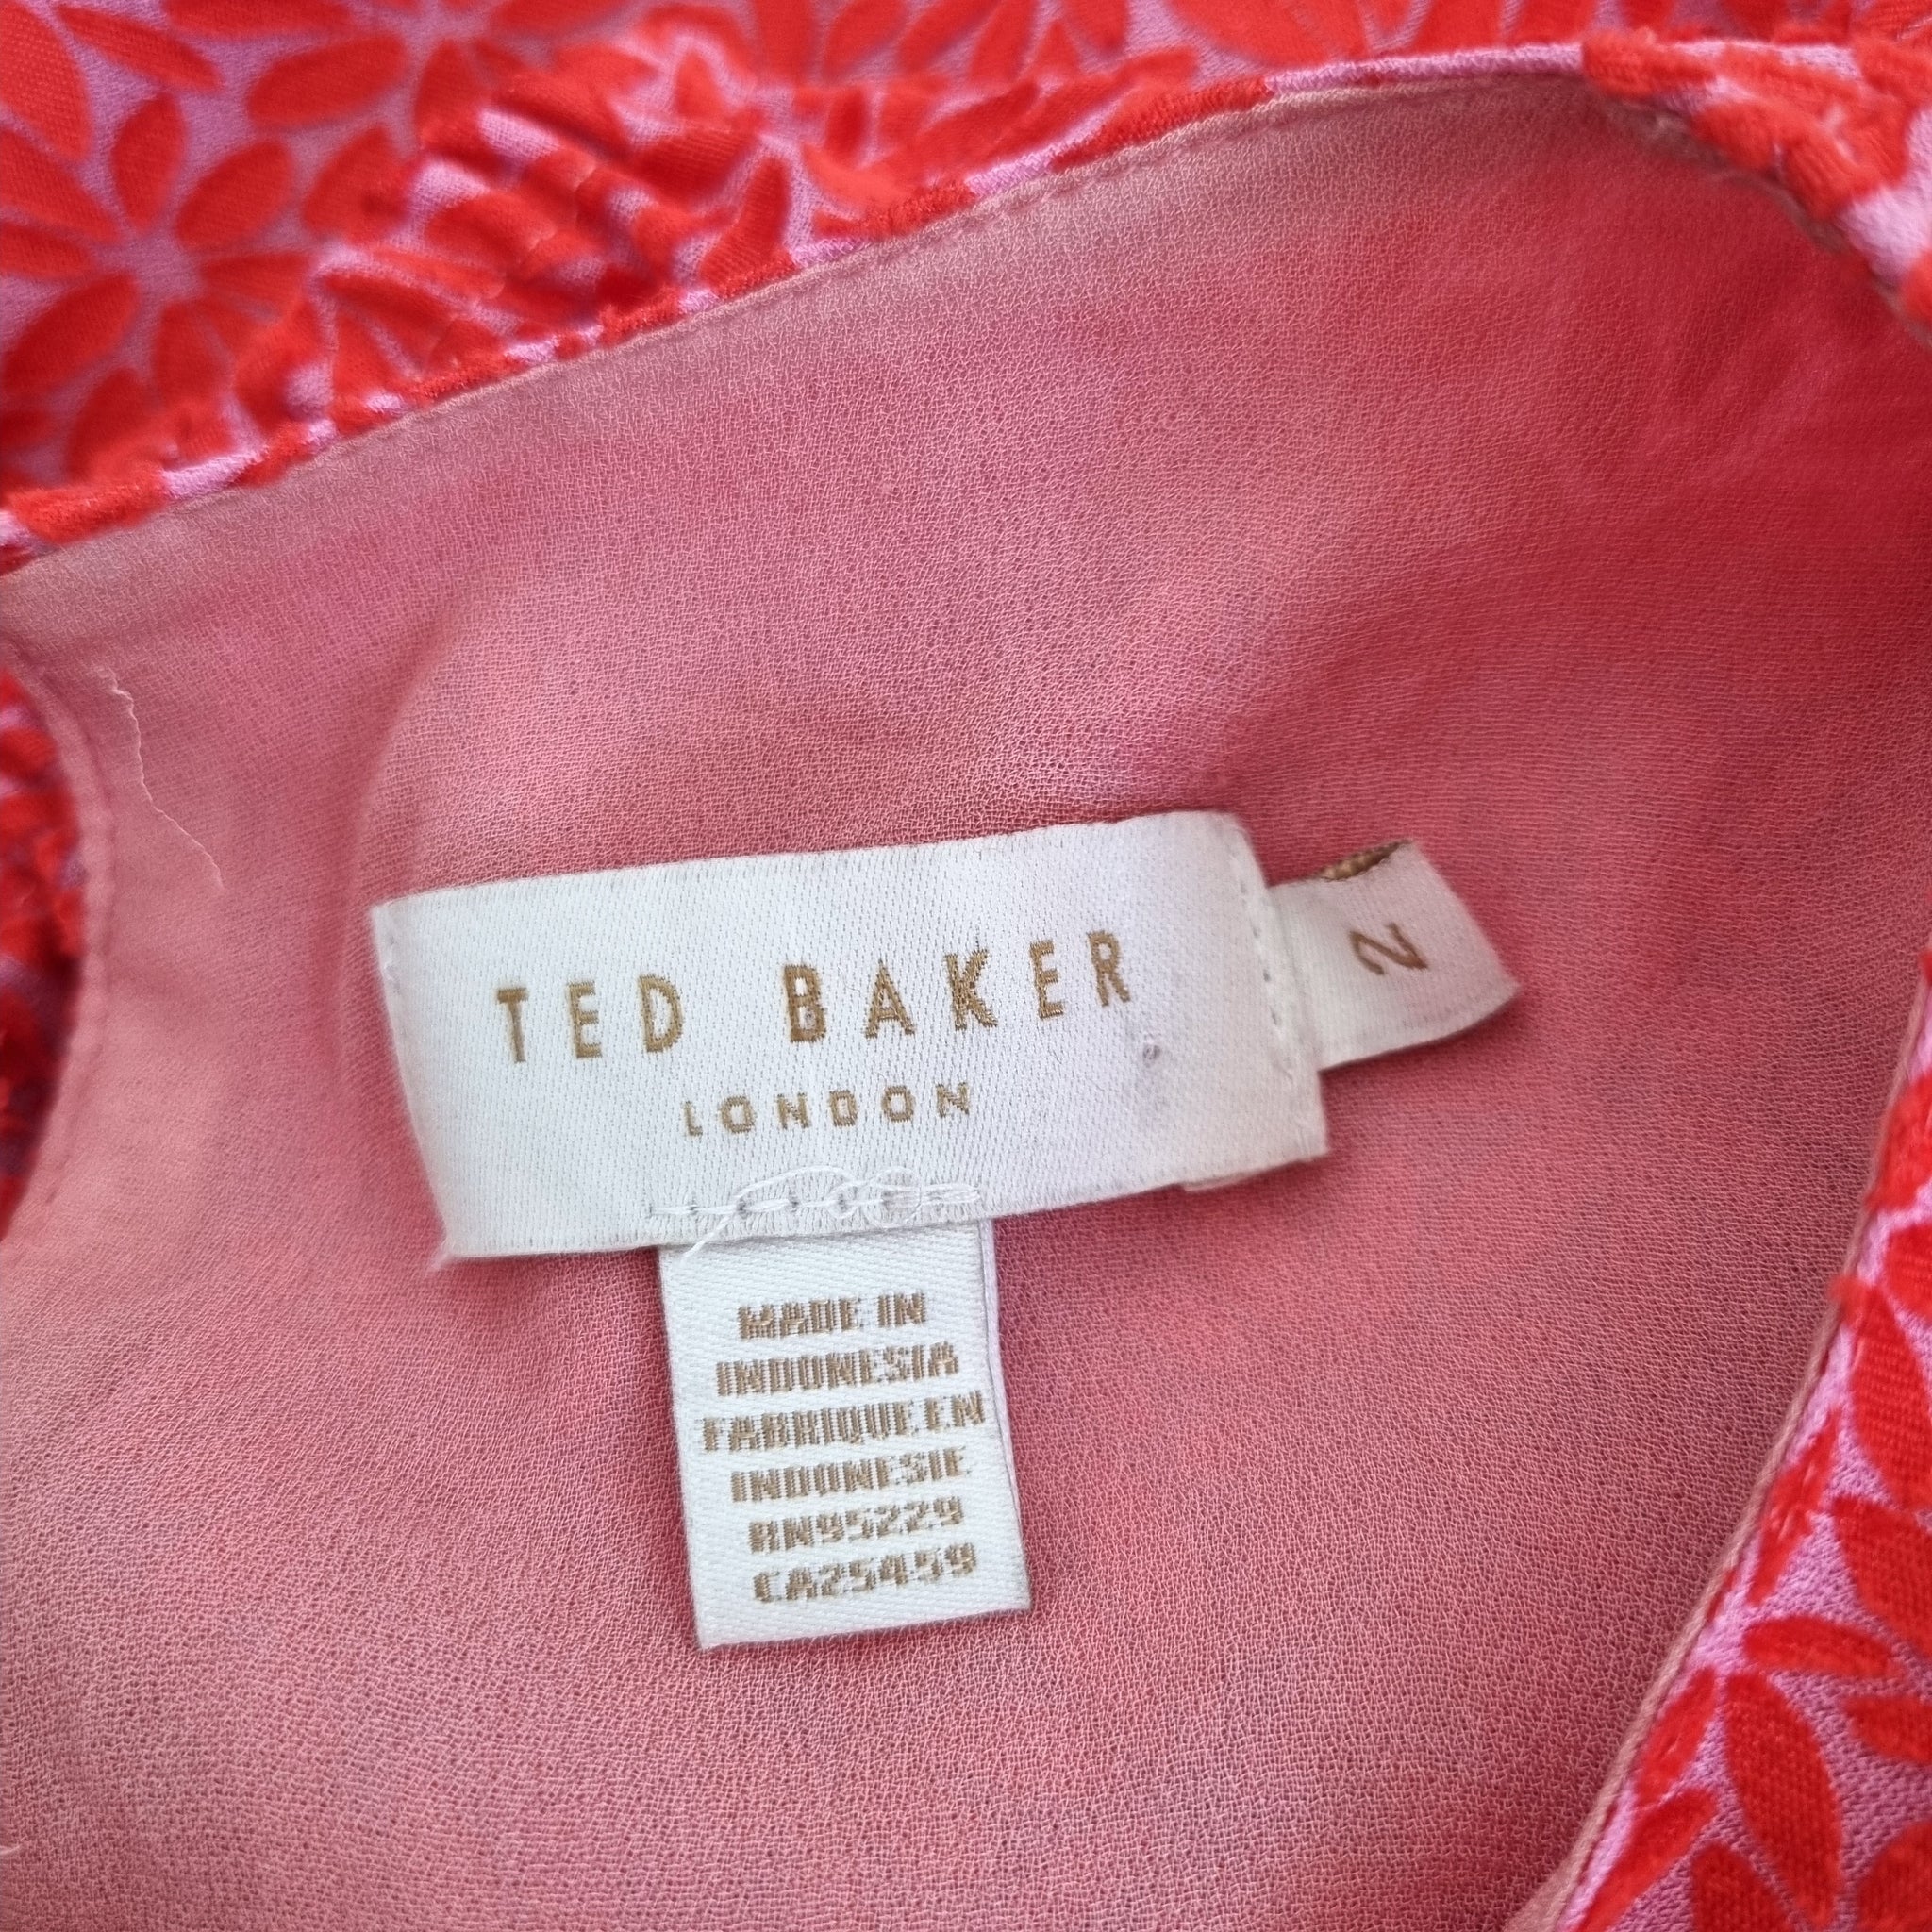 TED BAKER
LONDON
2
MADE IN
INDONESIA
FABRIQUE EN
INDONESIE
RN95229
CA25459